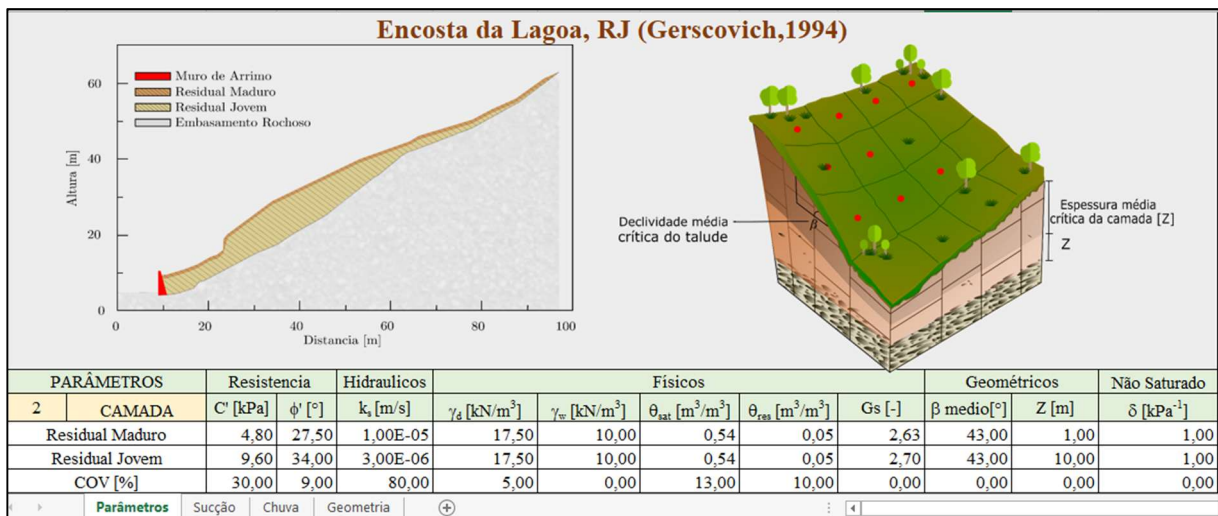 Encosta da Lagoa, RJ (Gerscovich,1994)
Muro de Arrimo
Residual Maduro
Residual Jovem
Embasamento Rochoso
Altura [m]
60
40
20
0
0 20 40 60 80 100
Distancia [m]
Declividade média
crítica do talude
β
Espessura média
crítica da camada [Z]
Z
PARÂMETROS Resistencia Hidraulicos Físicos Geométricos Não Saturado
2 CAMADA C' [kPa] ϕ' [°] kₛ [m/s] γ_d [kN/m³] γ_w [kN/m³] θ_sat [m³/m³] θ_res [m³/m³] Gs [-] β medio[°] Z [m] δ [kPa⁻¹]
Residual Maduro 4,80 27,50 1,00E-05 17,50 10,00 0,54 0,05 2,63 43,00 1,00 1,00
Residual Jovem 9,60 34,00 3,00E-06 17,50 10,00 0,54 0,05 2,70 43,00 10,00 1,00
COV [%] 30,00 9,00 80,00 5,00 0,00 13,00 10,00 0,00 0,00 0,00 0,00
Parâmetros Sucção Chuva Geometria